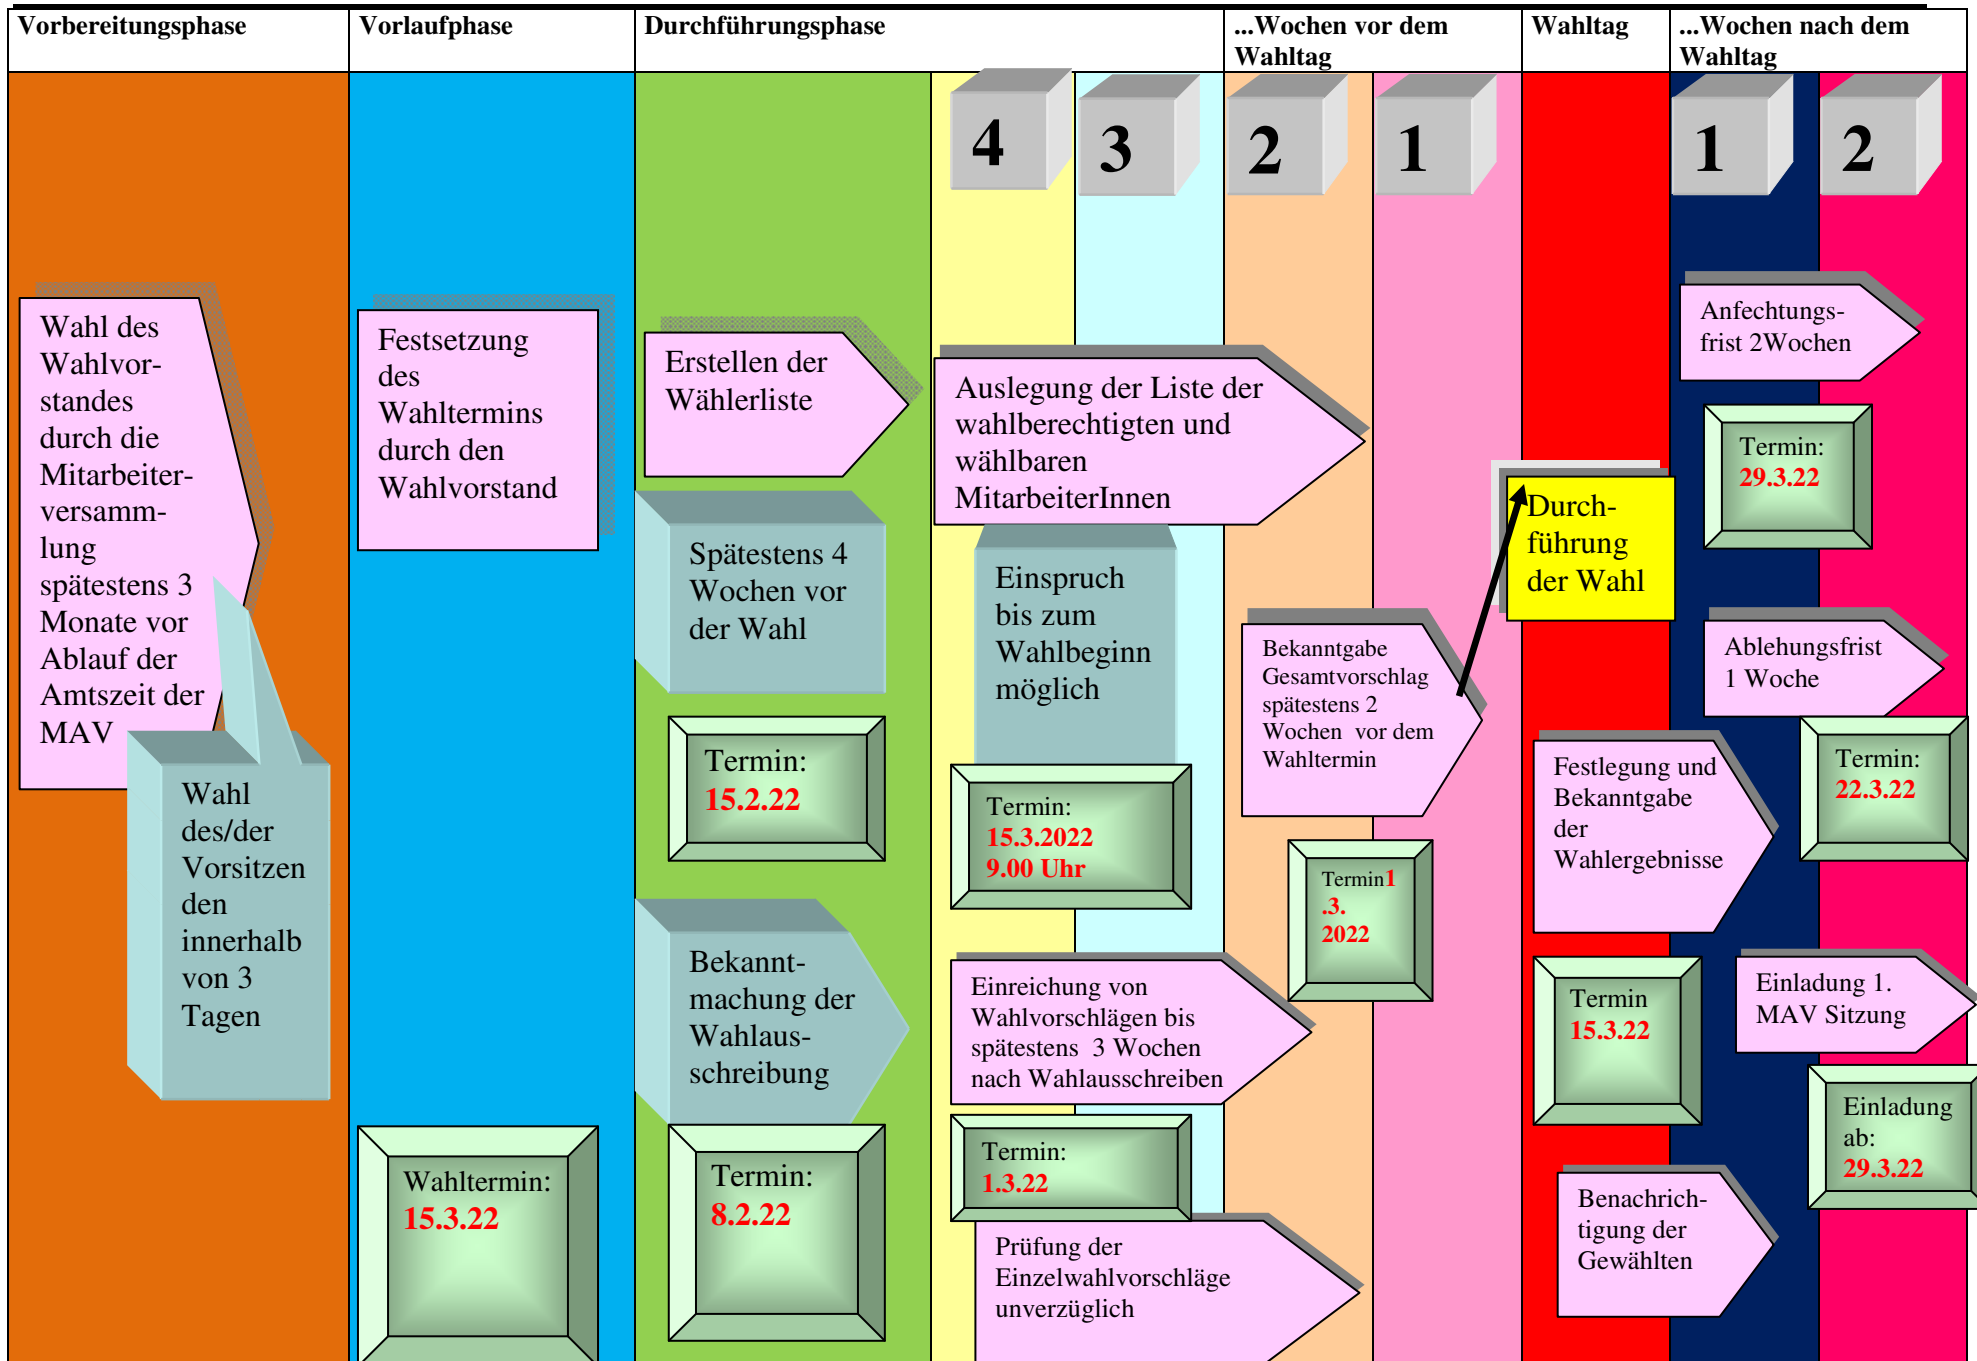 Vorbereitungsphase
Vorlaufphase
Durchführungsphase
...Wochen vor dem
Wahltag
Wahltag
...Wochen nach dem
Wahltag
4
3
2
1
1
2
Wahl des
Wahlvor-
standes
durch die
Mitarbeiter-
versamm-
lung
spätestens 3
Monate vor
Ablauf der
Amtszeit der
MAV
Wahl
des/der
Vorsitzen
den
innerhalb
von 3
Tagen
Festsetzung
des
Wahltermins
durch den
Wahlvorstand
Wahltermin:
15.3.22
Erstellen der
Wählerliste
Spätestens 4
Wochen vor
der Wahl
Termin:
15.2.22
Bekannt-
machung der
Wahlaus-
schreibung
Termin:
8.2.22
Auslegung der Liste der
wahlberechtigten und
wählbaren
MitarbeiterInnen
Einspruch
bis zum
Wahlbeginn
möglich
Termin:
15.3.2022
9.00 Uhr
Einreichung von
Wahlvorschlägen bis
spätestens 3 Wochen
nach Wahlausschreiben
Termin:
1.3.22
Prüfung der
Einzelwahlvorschläge
unverzüglich
Bekanntgabe
Gesamtvorschlag
spätestens 2
Wochen vor dem
Wahltermin
Termin1
.3.
2022
Durch-
führung
der Wahl
Festlegung und
Bekanntgabe
der
Wahlergebnisse
Termin
15.3.22
Benachrich-
tigung der
Gewählten
Anfechtungs-
frist 2Wochen
Termin:
29.3.22
Ablehungsfrist
1 Woche
Termin:
22.3.22
Einladung 1.
MAV Sitzung
Einladung
ab:
29.3.22